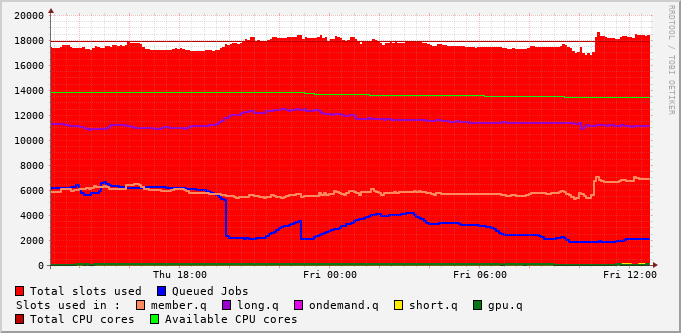 20000
18000
16000
14000
12000
10000
8000
6000
4000
2000
0
Thu 18:00 Fri 00:00 Fri 06:00 Fri 12:00
RRDTOOL / TOBI OETIKER
Total slots used Queued Jobs
Slots used in : member.q long.q ondemand.q short.q gpu.q
Total CPU cores Available CPU cores